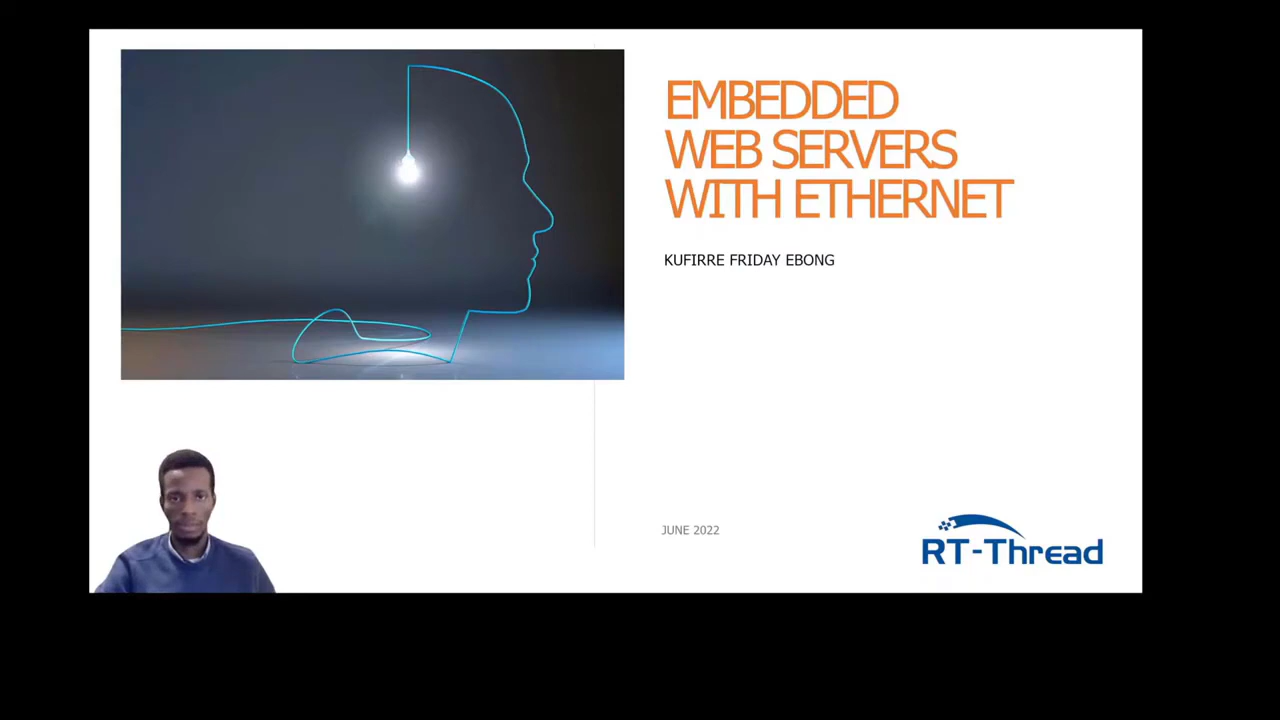 EMBEDDED
WEB SERVERS
WITH ETHERNET
KUFIRRE FRIDAY EBONG
JUNE 2022
RT-Thread